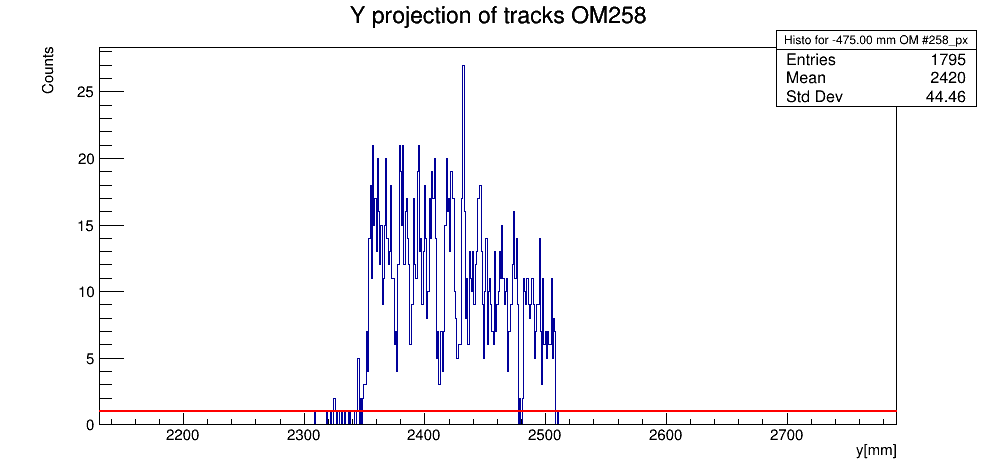 Y projection of tracks OM258
Histo for -475.00 mm OM #258_px
Entries 1795
Mean 2420
Std Dev 44.46
Counts
25
20
15
10
5
0
2200 2300 2400 2500 2600 2700
y[mm]